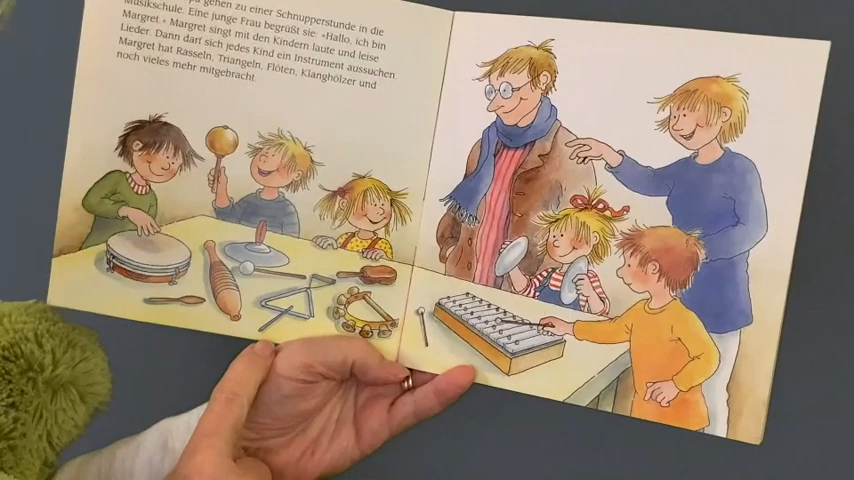 gehen zu einer Schnupperstunde in die
Musikschule. Eine junge Frau begrüßt sie: »Hallo, ich bin
Margret.« Margret singt mit den Kindern laute und leise
Lieder. Dann darf sich jedes Kind ein Instrument aussuchen.
Margret hat Rasseln, Triangeln, Flöten, Klanghölzer und
noch vieles mehr mitgebracht.